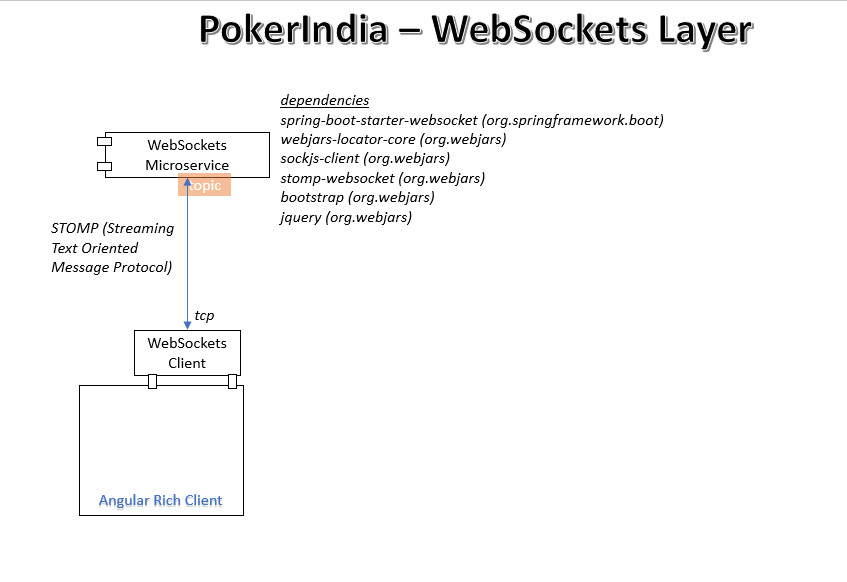 PokerIndia – WebSockets Layer
dependencies
spring-boot-starter-websocket (org.springframework.boot)
webjars-locator-core (org.webjars)
sockjs-client (org.webjars)
stomp-websocket (org.webjars)
bootstrap (org.webjars)
jquery (org.webjars)
WebSockets
Microservice
topic
STOMP (Streaming
Text Oriented
Message Protocol)
tcp
WebSockets
Client
Angular Rich Client